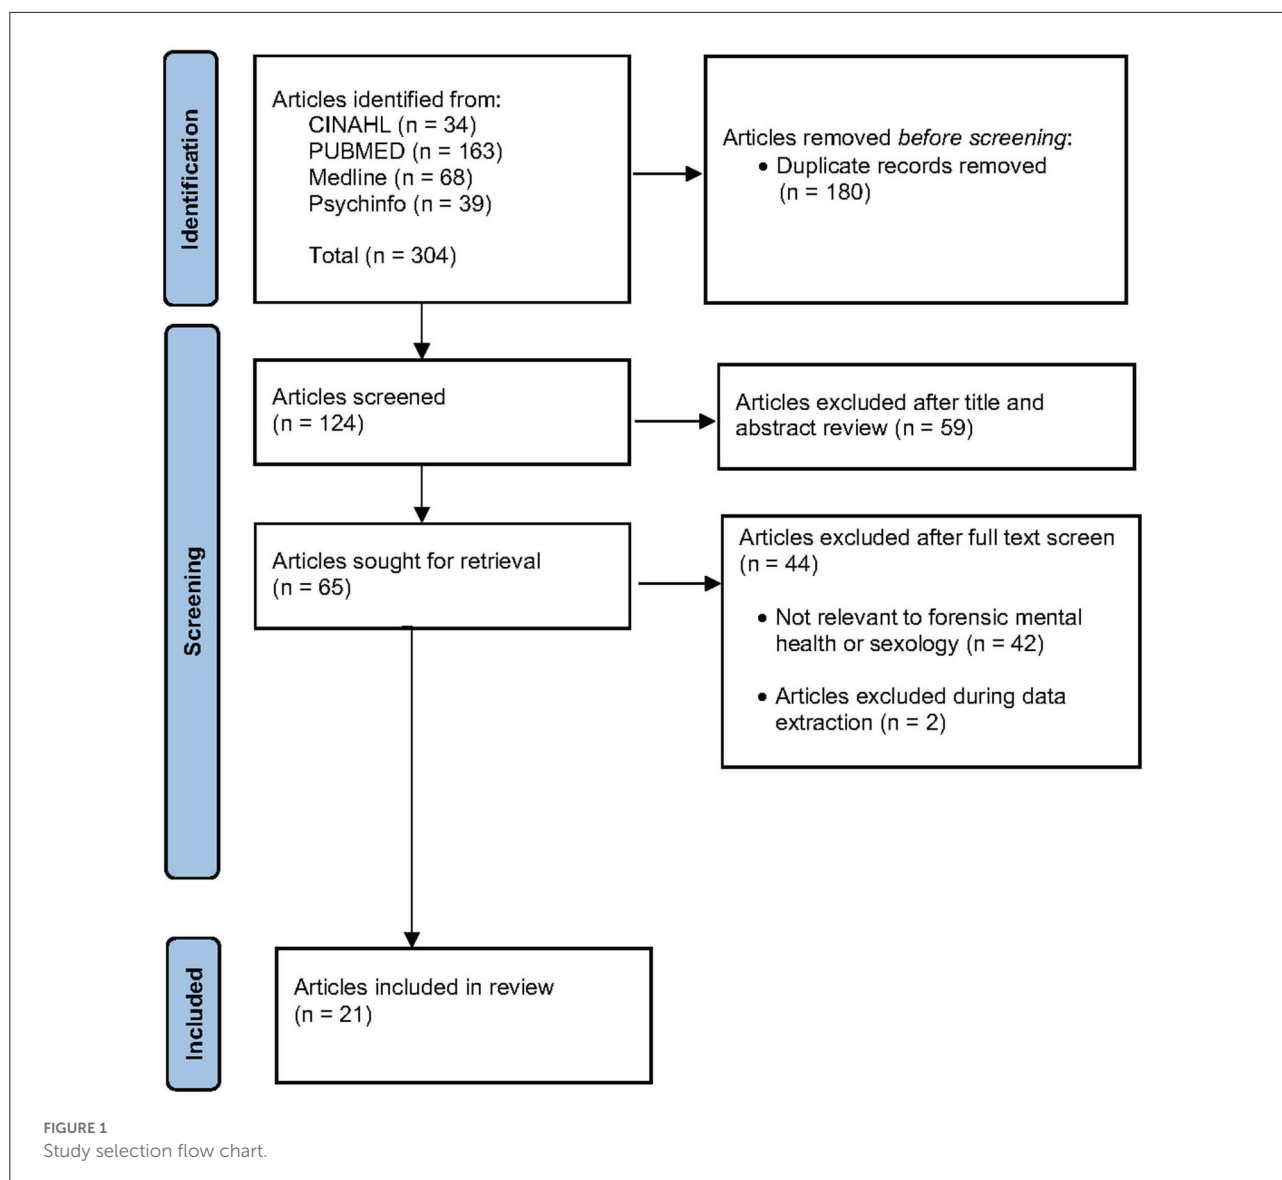 Identification
Articles identified from:
CINAHL (n = 34)
PUBMED (n = 163)
Medline (n = 68)
Psychinfo (n = 39)
Total (n = 304)
Articles removed before screening:
• Duplicate records removed
(n = 180)
Screening
Articles screened
(n = 124)
Articles excluded after title and
abstract review (n = 59)
Articles sought for retrieval
(n = 65)
Articles excluded after full text screen
(n = 44)
• Not relevant to forensic mental
health or sexology (n = 42)
• Articles excluded during data
extraction (n = 2)
Included
Articles included in review
(n = 21)
FIGURE 1
Study selection flow chart.